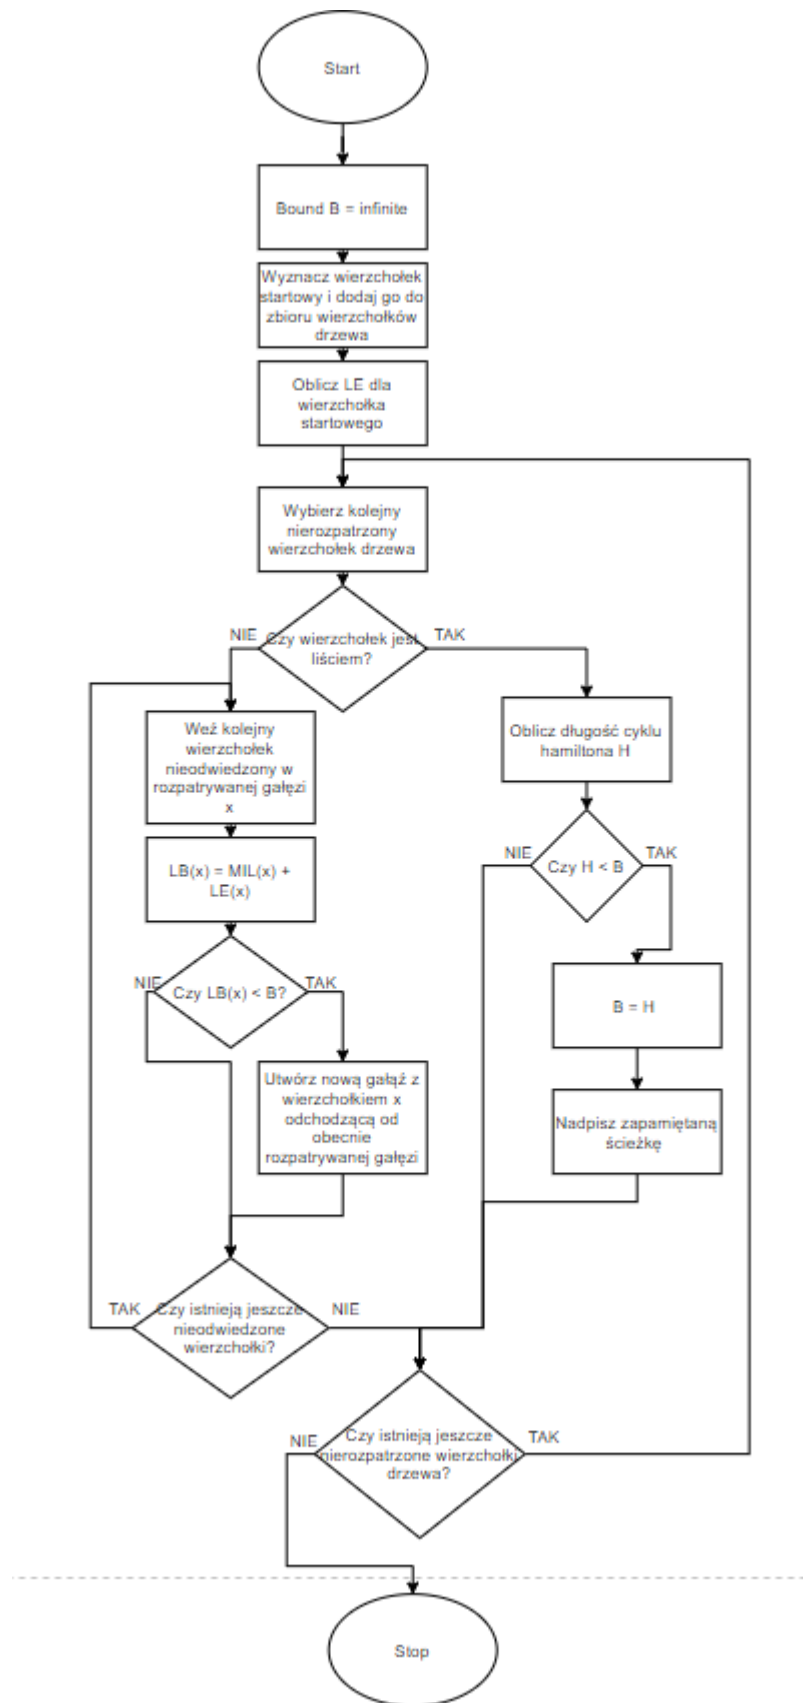 Start
Bound B = infinite
Wyznacz wierzchołek
startowy i dodaj go do
zbioru wierzchołków
drzewa
Oblicz LE dla
wierzchołka
startowego
Wybierz kolejny
nierozpatrzony
wierzchołek drzewa
NIE
Czy wierzchołek jest
liściem?
TAK
Weź kolejny
wierzchołek
nieodwiedzony w
rozpatrywanej gałęzi
x
Oblicz długość cyklu
hamiltona H
LB(x) = MIL(x) +
LE(x)
NIE
Czy H < B
TAK
NIE
Czy LB(x) < B?
TAK
B = H
Utwórz nową gałąź z
wierzchołkiem x
odchodzącą od
obecnie
rozpatrywanej gałęzi
Nadpisz zapamiętaną
ścieżkę
TAK
Czy istnieją jeszcze
nieodwiedzone
wierzchołki?
NIE
NIE
Czy istnieją jeszcze
nierozpatrzone wierzchołki
drzewa?
TAK
Stop